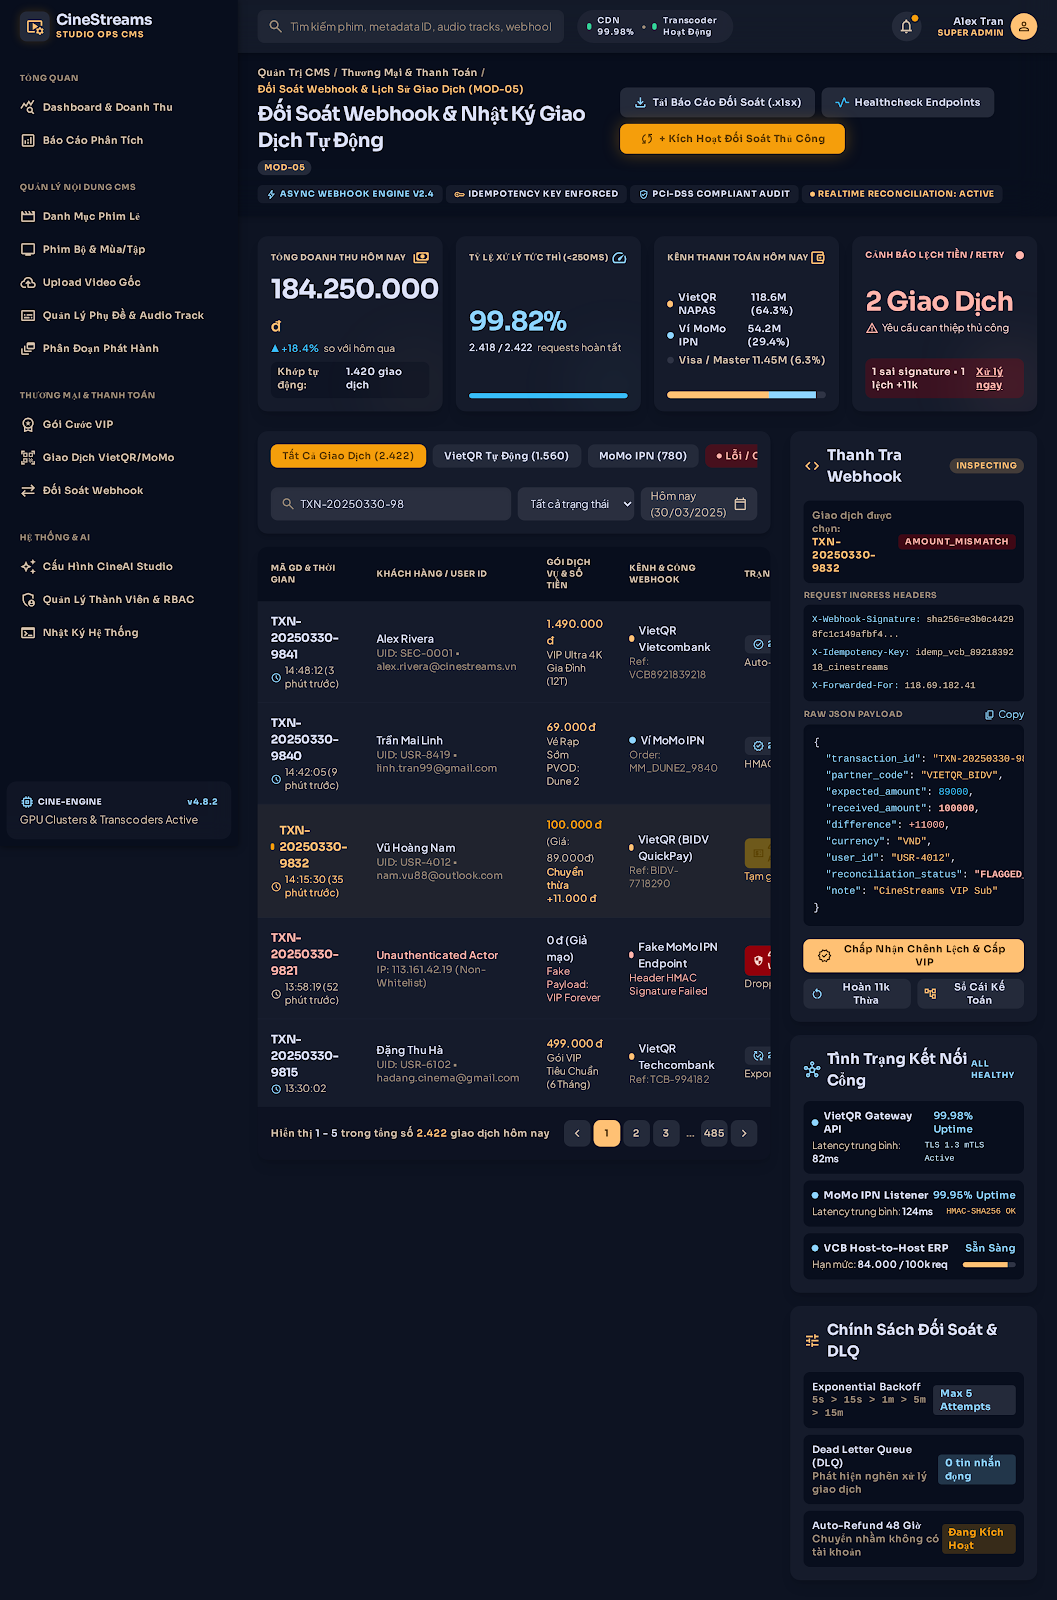 CineStreams
STUDIO OPS CMS
TỔNG QUAN
Dashboard & Doanh Thu
Báo Cáo Phân Tích
QUẢN LÝ NỘI DUNG CMS
Danh Mục Phim Lẻ
Phim Bộ & Mùa/Tập
Upload Video Gốc
Quản Lý Phụ Đề & Audio Track
Phân Đoạn Phát Hành
THƯƠNG MẠI & THANH TOÁN
Gói Cước VIP
Giao Dịch VietQR/MoMo
Đối Soát Webhook
HỆ THỐNG & AI
Cấu Hình CineAI Studio
Quản Lý Thành Viên & RBAC
Nhật Ký Hệ Thống
CINE-ENGINE v4.8.2
GPU Clusters & Transcoders Active
Tìm kiếm phim, metadata ID, audio tracks, webhook
CDN
99.98%
•
Transcoder
Hoạt Động
Alex Tran
SUPER ADMIN
Quản Trị CMS / Thương Mại & Thanh Toán /
Đối Soát Webhook & Lịch Sử Giao Dịch (MOD-05)
Đối Soát Webhook & Nhật Ký Giao
Dịch Tự Động
MOD-05
Tải Báo Cáo Đối Soát (.xlsx)
Healthcheck Endpoints
+ Kích Hoạt Đối Soát Thủ Công
ASYNC WEBHOOK ENGINE V2.4
IDEMPOTENCY KEY ENFORCED
PCI-DSS COMPLIANT AUDIT
REALTIME RECONCILIATION: ACTIVE
TỔNG DOANH THU HÔM NAY
184.250.000
đ
+18.4% so với hôm qua
Khớp tự
động:
1.420 giao
dịch
TỶ LỆ XỬ LÝ TỨC THÌ (<250MS)
99.82%
2.418 / 2.422 requests hoàn tất
KÊNH THANH TOÁN HÔM NAY
VietQR
NAPAS
118.6M
(64.3%)
Ví MoMo
IPN
54.2M
(29.4%)
Visa / Master 11.45M (6.3%)
CẢNH BÁO LỆCH TIỀN / RETRY
2 Giao Dịch
Yêu cầu can thiệp thủ công
1 sai signature • 1
lệch +11k
Xử lý
ngay
Tất Cả Giao Dịch (2.422)
VietQR Tự Động (1.560)
MoMo IPN (780)
Lỗi / C
TXN-20250330-98
Tất cả trạng thái
Hôm nay
(30/03/2025)
MÃ GD & THỜI
GIAN
KHÁCH HÀNG / USER ID
GÓI DỊCH
VỤ & SỐ
TIỀN
KÊNH & CỔNG
WEBHOOK
TRẠN
TXN-
20250330-
9841
14:48:12 (3
phút trước)
Alex Rivera
UID: SEC-0001 •
alex.rivera@cinestreams.vn
1.490.000
đ
VIP Ultra 4K
Gia Đình
(12T)
VietQR
Vietcombank
Ref:
VCB8921839218
2
Auto-
TXN-
20250330-
9840
14:42:05 (9
phút trước)
Trần Mai Linh
UID: USR-8419 •
linh.tran99@gmail.com
69.000 đ
Vé Rạp
Sớm
PVOD:
Dune 2
Ví MoMo IPN
Order:
MM_DUNE2_9840
2
HMAC
TXN-
20250330-
9832
14:15:30 (35
phút trước)
Vũ Hoàng Nam
UID: USR-4012 •
nam.vu88@outlook.com
100.000 đ
(Giá:
89.000đ)
Chuyển
thừa
+11.000 đ
VietQR (BIDV
QuickPay)
Ref: BIDV-
7718290
Tạm g
TXN-
20250330-
9821
13:58:19 (52
phút trước)
Unauthenticated Actor
IP: 113.161.42.19 (Non-
Whitelist)
0 đ (Giả
mạo)
Fake
Payload:
VIP Forever
Fake MoMo IPN
Endpoint
Header HMAC
Signature Failed
Dropp
TXN-
20250330-
9815
13:30:02
Đặng Thu Hà
UID: USR-6102 •
hadang.cinema@gmail.com
499.000 đ
Gói VIP
Tiêu Chuẩn
(6 Tháng)
VietQR
Techcombank
Ref: TCB-994182
2
Expor
Hiển thị 1 - 5 trong tổng số 2.422 giao dịch hôm nay
1 2 3 ... 485
Thanh Tra
Webhook
INSPECTING
Giao dịch được
chọn:
TXN-
20250330-
9832
AMOUNT_MISMATCH
REQUEST INGRESS HEADERS
X-Webhook-Signature: sha256=e3b0c4429
8fc1c149afbf4...
X-Idempotency-Key: idemp_vcb_89218392
18_cinestreams
X-Forwarded-For: 118.69.182.41
RAW JSON PAYLOAD
Copy
{
"transaction_id": "TXN-20250330-98
"partner_code": "VIETQR_BIDV",
"expected_amount": 89000,
"received_amount": 100000,
"difference": +11000,
"currency": "VND",
"user_id": "USR-4012",
"reconciliation_status": "FLAGGED_
"note": "CineStreams VIP Sub"
}
Chấp Nhận Chênh Lệch & Cấp
VIP
Hoàn 11k
Thừa
Sổ Cái Kế
Toán
Tình Trạng Kết Nối
Cổng
ALL
HEALTHY
VietQR Gateway
API
99.98%
Uptime
Latency trung bình:
82ms
TLS 1.3 mTLS
Active
MoMo IPN Listener 99.95% Uptime
Latency trung bình: 124ms HMAC-SHA256 OK
VCB Host-to-Host ERP Sẵn Sàng
Hạn mức: 84.000 / 100k req
Chính Sách Đối Soát &
DLQ
Exponential Backoff
5s > 15s > 1m > 5m
> 15m
Max 5
Attempts
Dead Letter Queue
(DLQ)
Phát hiện nghẽn xử lý
giao dịch
0 tin nhắn
đọng
Auto-Refund 48 Giờ
Chuyển nhầm không có
tài khoản
Đang Kích
Hoạt